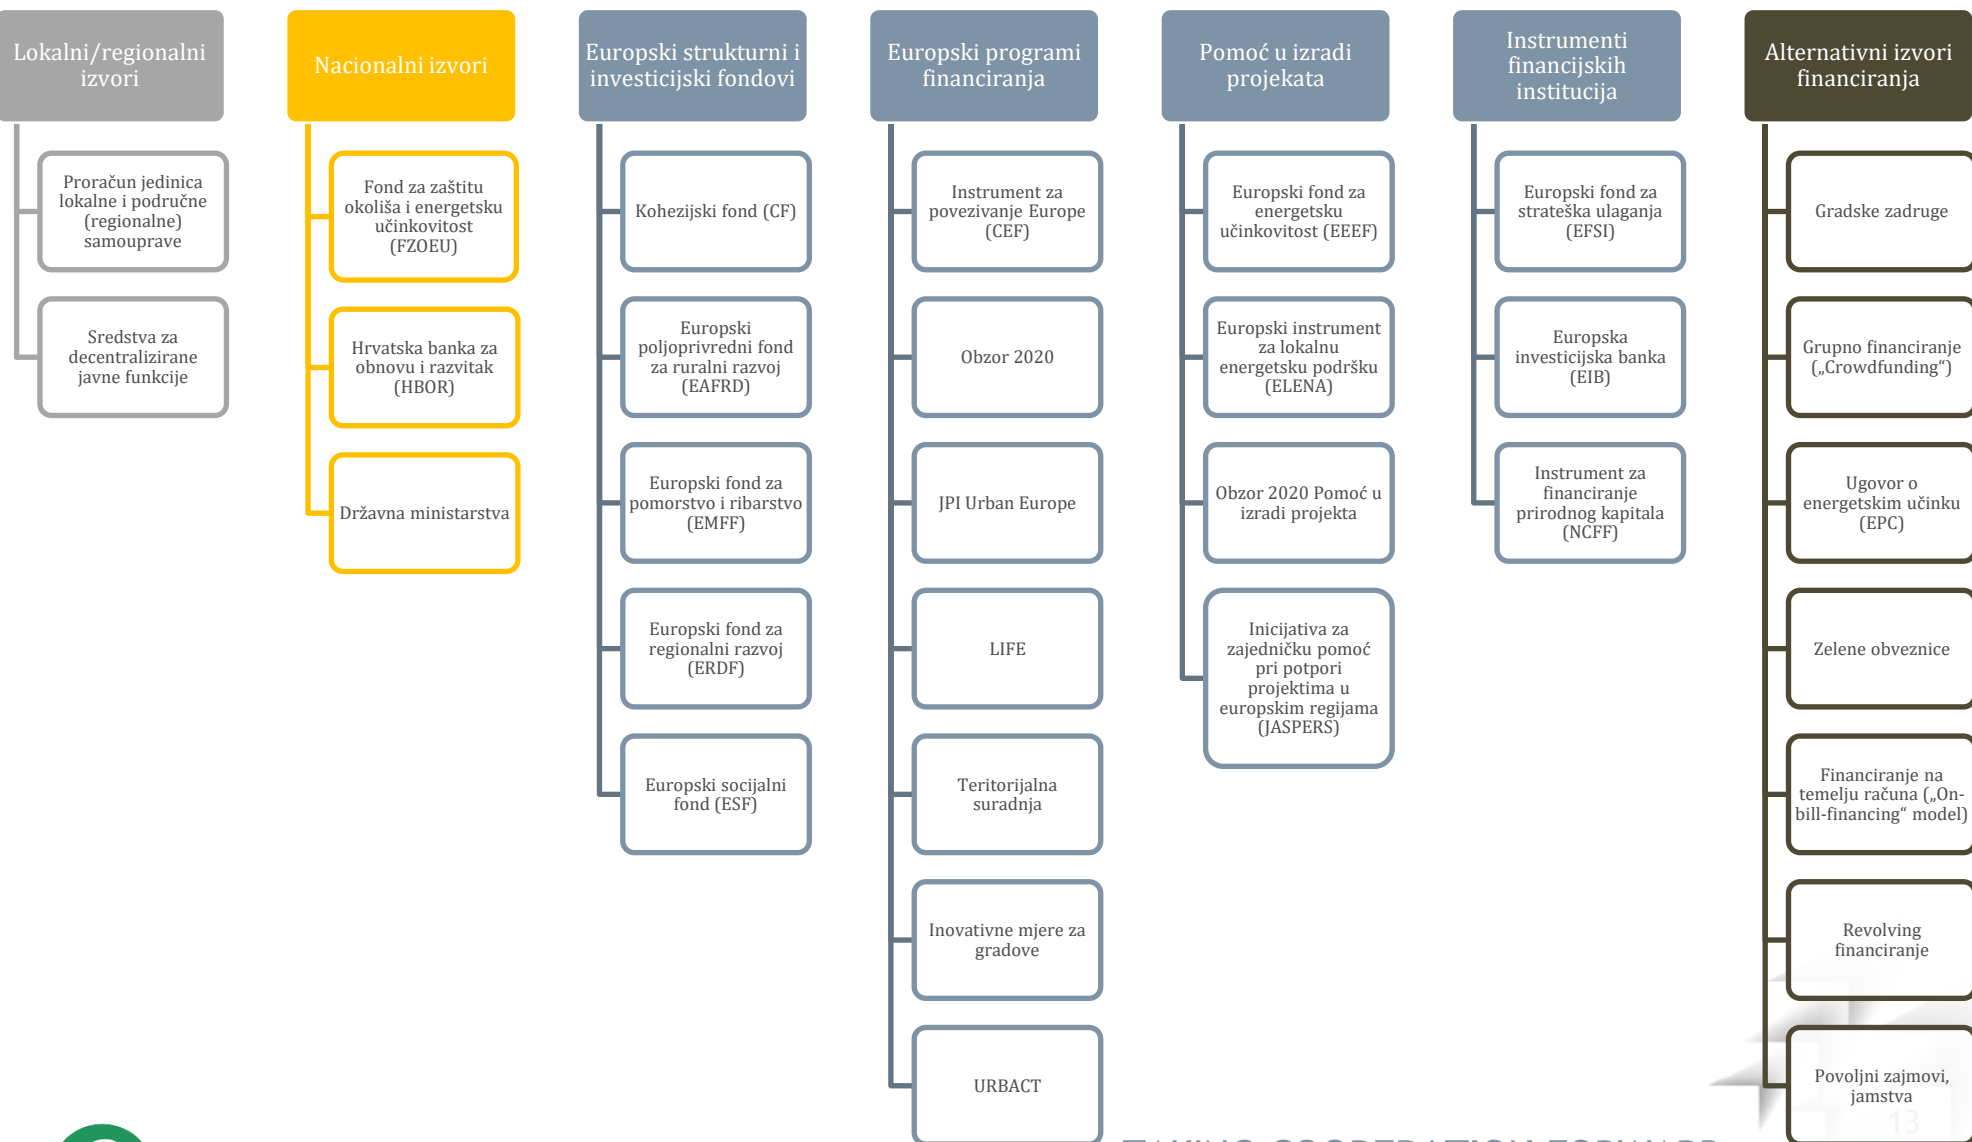 Lokalni/regionalni
izvori
Proračun jedinica
lokalne i područne
(regionalne)
samouprave
Sredstva za
decentralizirane
javne funkcije
Nacionalni izvori
Fond za zaštitu
okoliša i energetsku
učinkovitost
(FZOEU)
Hrvatska banka za
obnovu i razvitak
(HBOR)
Državna ministarstva
Europski strukturni i
investicijski fondovi
Kohezijski fond (CF)
Europski
poljoprivredni fond
za ruralni razvoj
(EAFRD)
Europski fond za
pomorstvo i ribarstvo
(EMFF)
Europski fond za
regionalni razvoj
(ERDF)
Europski socijalni
fond (ESF)
Europski programi
financiranja
Instrument za
povezivanje Europe
(CEF)
Obzor 2020
JPI Urban Europe
LIFE
Teritorijalna
suradnja
Inovativne mjere za
gradove
URBACT
Pomoć u izradi
projekata
Europski fond za
energetsku
učinkovitost (EEEF)
Europski instrument
za lokalnu
energetsku podršku
(ELENA)
Obzor 2020 Pomoć u
izradi projekta
Inicijativa za
zajedničku pomoć
pri potpori
projektima u
europskim regijama
(JASPERS)
Instrumenti
financijskih
institucija
Europski fond za
strateška ulaganja
(EFSI)
Europska
investicijska banka
(EIB)
Instrument za
financiranje
prirodnog kapitala
(NCFF)
Alternativni izvori
financiranja
Gradske zadruge
Grupno financiranje
(„Crowdfunding“)
Ugovor o
energetskim učinku
(EPC)
Zelene obveznice
Financiranje na
temelju računa („On-
bill-financing“ model)
Revolving
financiranje
Povoljni zajmovi,
jamstva
13
TAKING COOPERATION FORWARD